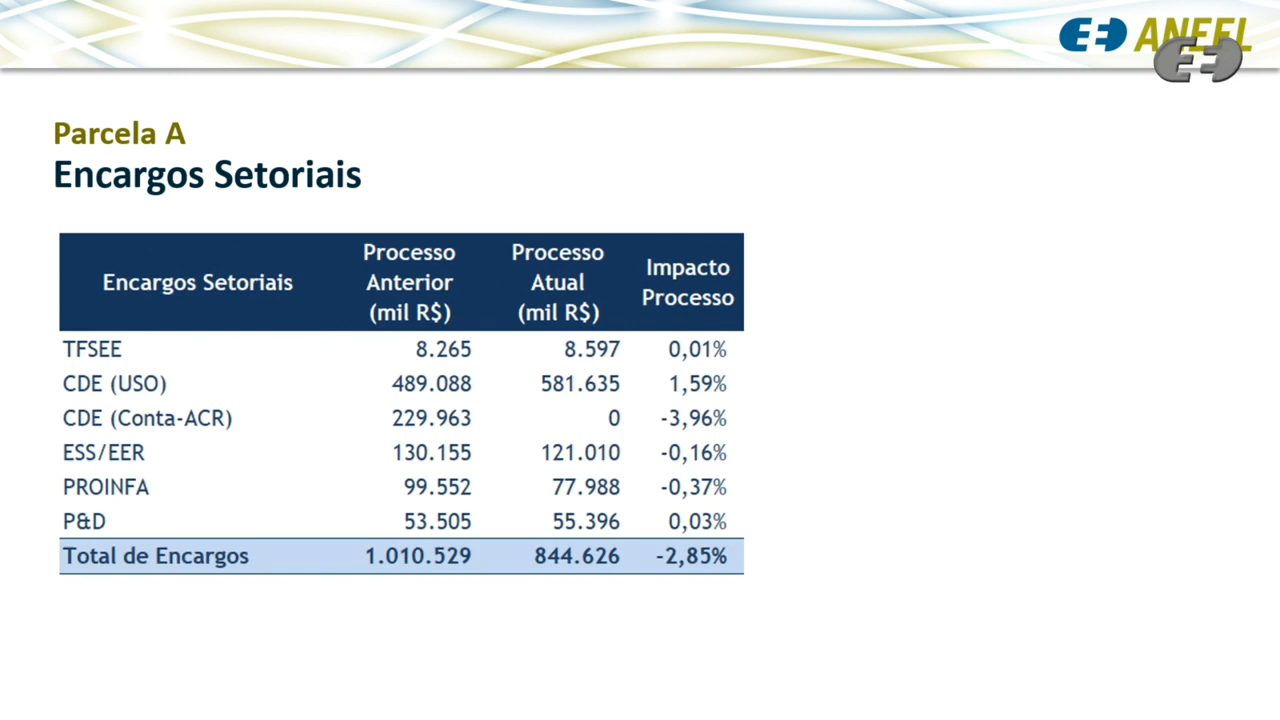 ANEEL
Parcela A
Encargos Setoriais
Encargos Setoriais Processo Anterior (mil R$) Processo Atual (mil R$) Impacto Processo
TFSEE 8.265 8.597 0,01%
CDE (USO) 489.088 581.635 1,59%
CDE (Conta-ACR) 229.963 0 -3,96%
ESS/EER 130.155 121.010 -0,16%
PROINFA 99.552 77.988 -0,37%
P&D 53.505 55.396 0,03%
Total de Encargos 1.010.529 844.626 -2,85%